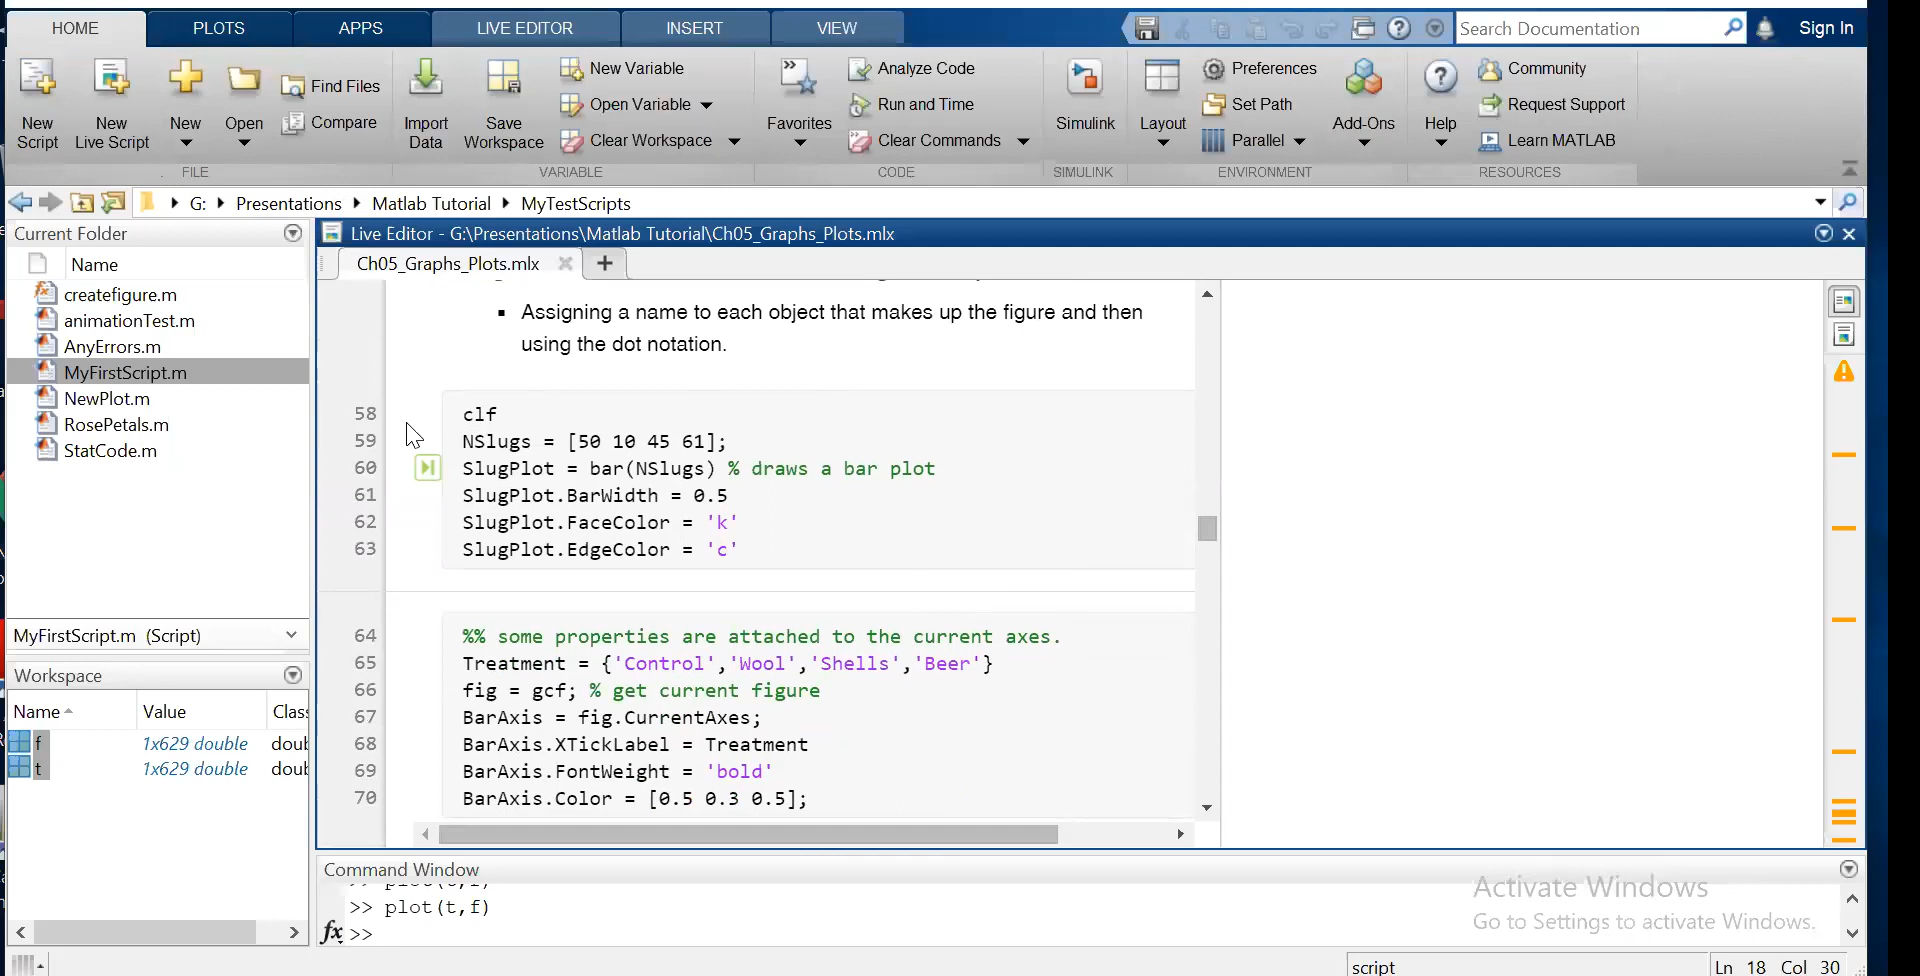 HOME PLOTS APPS LIVE EDITOR INSERT VIEW Search Documentation Sign In
New Script
New Live Script
New
Open
Find Files
Compare
FILE
Import Data
Save Workspace
New Variable
Open Variable
Clear Workspace
VARIABLE
Favorites
Analyze Code
Run and Time
Clear Commands
CODE
Simulink
SIMULINK
Layout
Preferences
Set Path
Parallel
Add-Ons
ENVIRONMENT
Help
Community
Request Support
Learn MATLAB
RESOURCES
G: Presentations Matlab Tutorial MyTestScripts
Current Folder
Name
createfigure.m
animationTest.m
AnyErrors.m
MyFirstScript.m
NewPlot.m
RosePetals.m
StatCode.m
MyFirstScript.m (Script)
Workspace
Name Value Clas
f 1x629 double doub
t 1x629 double doub
Live Editor - G:\Presentations\Matlab Tutorial\Ch05_Graphs_Plots.mlx
Ch05_Graphs_Plots.mlx
▪ Assigning a name to each object that makes up the figure and then
using the dot notation.
58 clf
59 NSlugs = [50 10 45 61];
60 SlugPlot = bar(NSlugs) % draws a bar plot
61 SlugPlot.BarWidth = 0.5
62 SlugPlot.FaceColor = 'k'
63 SlugPlot.EdgeColor = 'c'
64 %% some properties are attached to the current axes.
65 Treatment = {'Control','Wool','Shells','Beer'}
66 fig = gcf; % get current figure
67 BarAxis = fig.CurrentAxes;
68 BarAxis.XTickLabel = Treatment
69 BarAxis.FontWeight = 'bold'
70 BarAxis.Color = [0.5 0.3 0.5];
Command Window
>> plot(t,f)
>> plot(t,f)
fx >>
Activate Windows
Go to Settings to activate Windows.
script Ln 18 Col 30